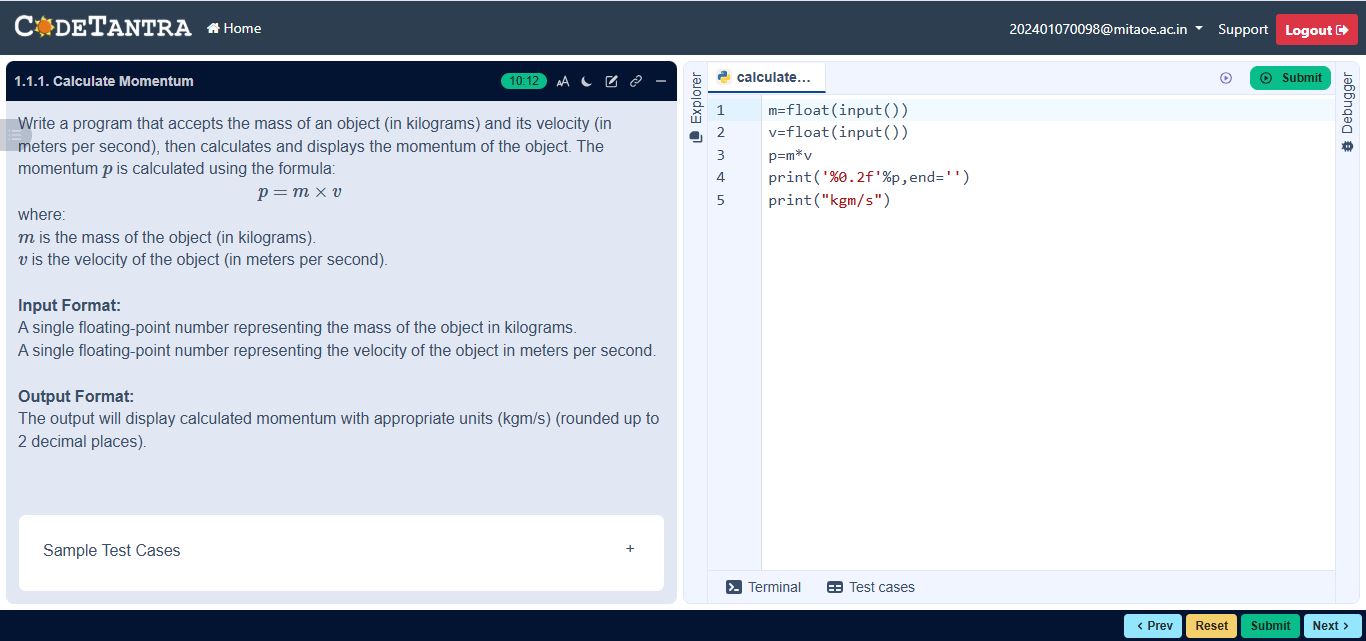 CODETANTRA Home 202401070098@mitaoe.ac.in Support Logout
1.1.1. Calculate Momentum 10:12 AA
Write a program that accepts the mass of an object (in kilograms) and its velocity (in
meters per second), then calculates and displays the momentum of the object. The
momentum p is calculated using the formula:
p = m × v
where:
m is the mass of the object (in kilograms).
v is the velocity of the object (in meters per second).
Input Format:
A single floating-point number representing the mass of the object in kilograms.
A single floating-point number representing the velocity of the object in meters per second.
Output Format:
The output will display calculated momentum with appropriate units (kgm/s) (rounded up to
2 decimal places).
Sample Test Cases +
Explorer
calculate... Submit
1 m=float(input())
2 v=float(input())
3 p=m*v
4 print('%0.2f'%p,end='')
5 print("kgm/s")
Debugger
Terminal Test cases
< Prev Reset Submit Next >